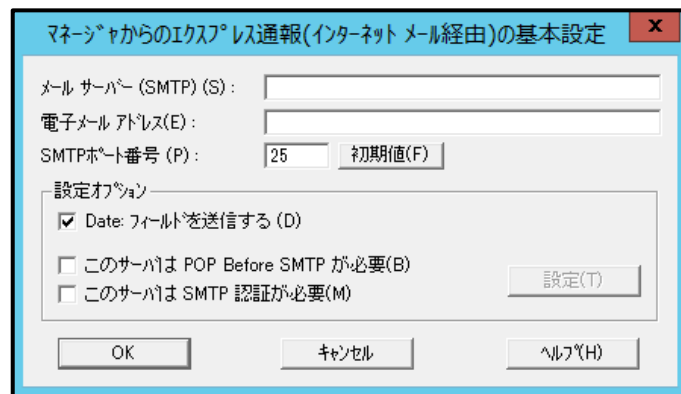 マネージャからのエクスプレス通報(インターネット メール経由)の基本設定 x
メール サーバー (SMTP) (S) :
電子メール アドレス(E) :
SMTPポート番号 (P) : 25 初期値(F)
設定オプション
Date: フィールドを送信する (D)
このサーバは POP Before SMTP が必要(B)
このサーバは SMTP 認証が必要(M)
設定(T)
OK キャンセル ヘルプ(H)